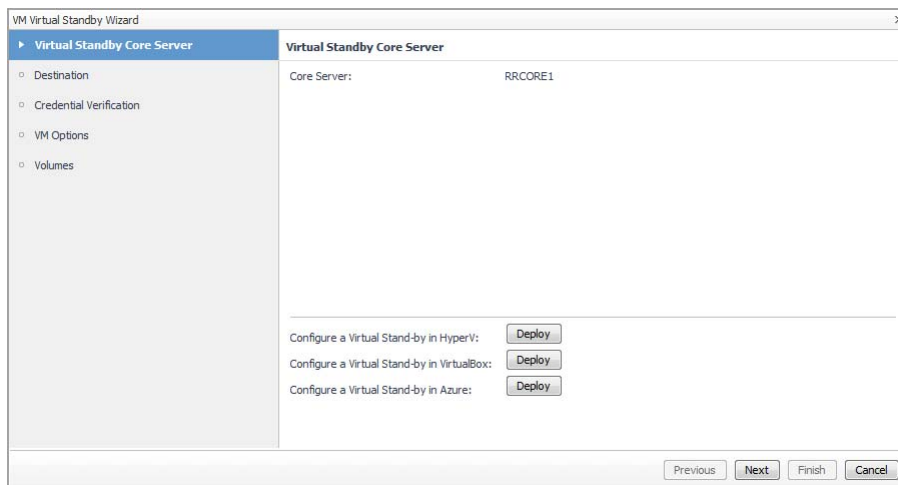 VM Virtual Standby Wizard
Virtual Standby Core Server
Destination
Credential Verification
VM Options
Volumes
Virtual Standby Core Server
Core Server: RRCORE1
Configure a Virtual Stand-by in HyperV: Deploy
Configure a Virtual Stand-by in VirtualBox: Deploy
Configure a Virtual Stand-by in Azure: Deploy
Previous Next Finish Cancel